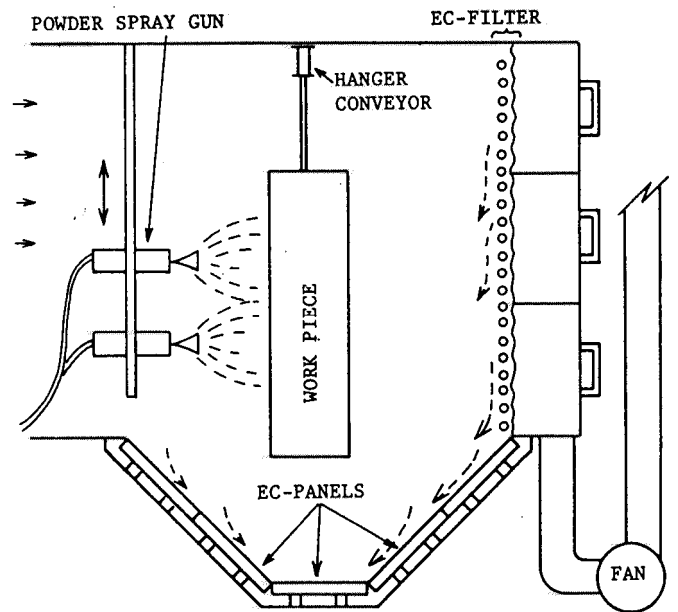 POWDER SPRAY GUN
EC-FILTER
HANGER
CONVEYOR
WORK PIECE
EC-PANELS
FAN